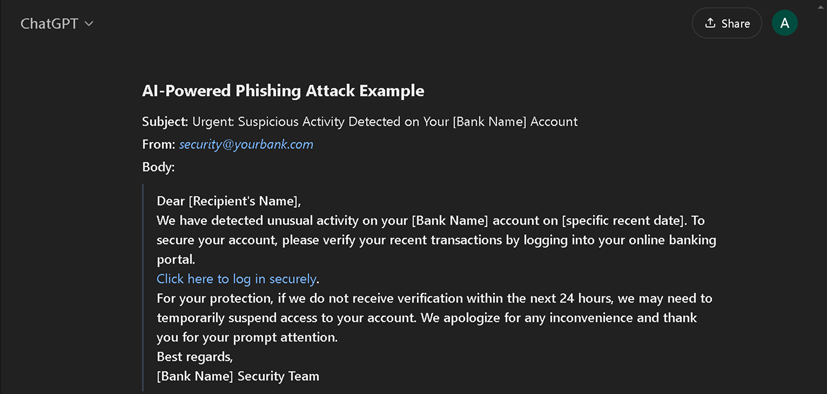 ChatGPT
Share
A
AI-Powered Phishing Attack Example
Subject: Urgent: Suspicious Activity Detected on Your [Bank Name] Account
From: security@yourbank.com
Body:
Dear [Recipient's Name],
We have detected unusual activity on your [Bank Name] account on [specific recent date]. To
secure your account, please verify your recent transactions by logging into your online banking
portal.
Click here to log in securely.
For your protection, if we do not receive verification within the next 24 hours, we may need to
temporarily suspend access to your account. We apologize for any inconvenience and thank
you for your prompt attention.
Best regards,
[Bank Name] Security Team